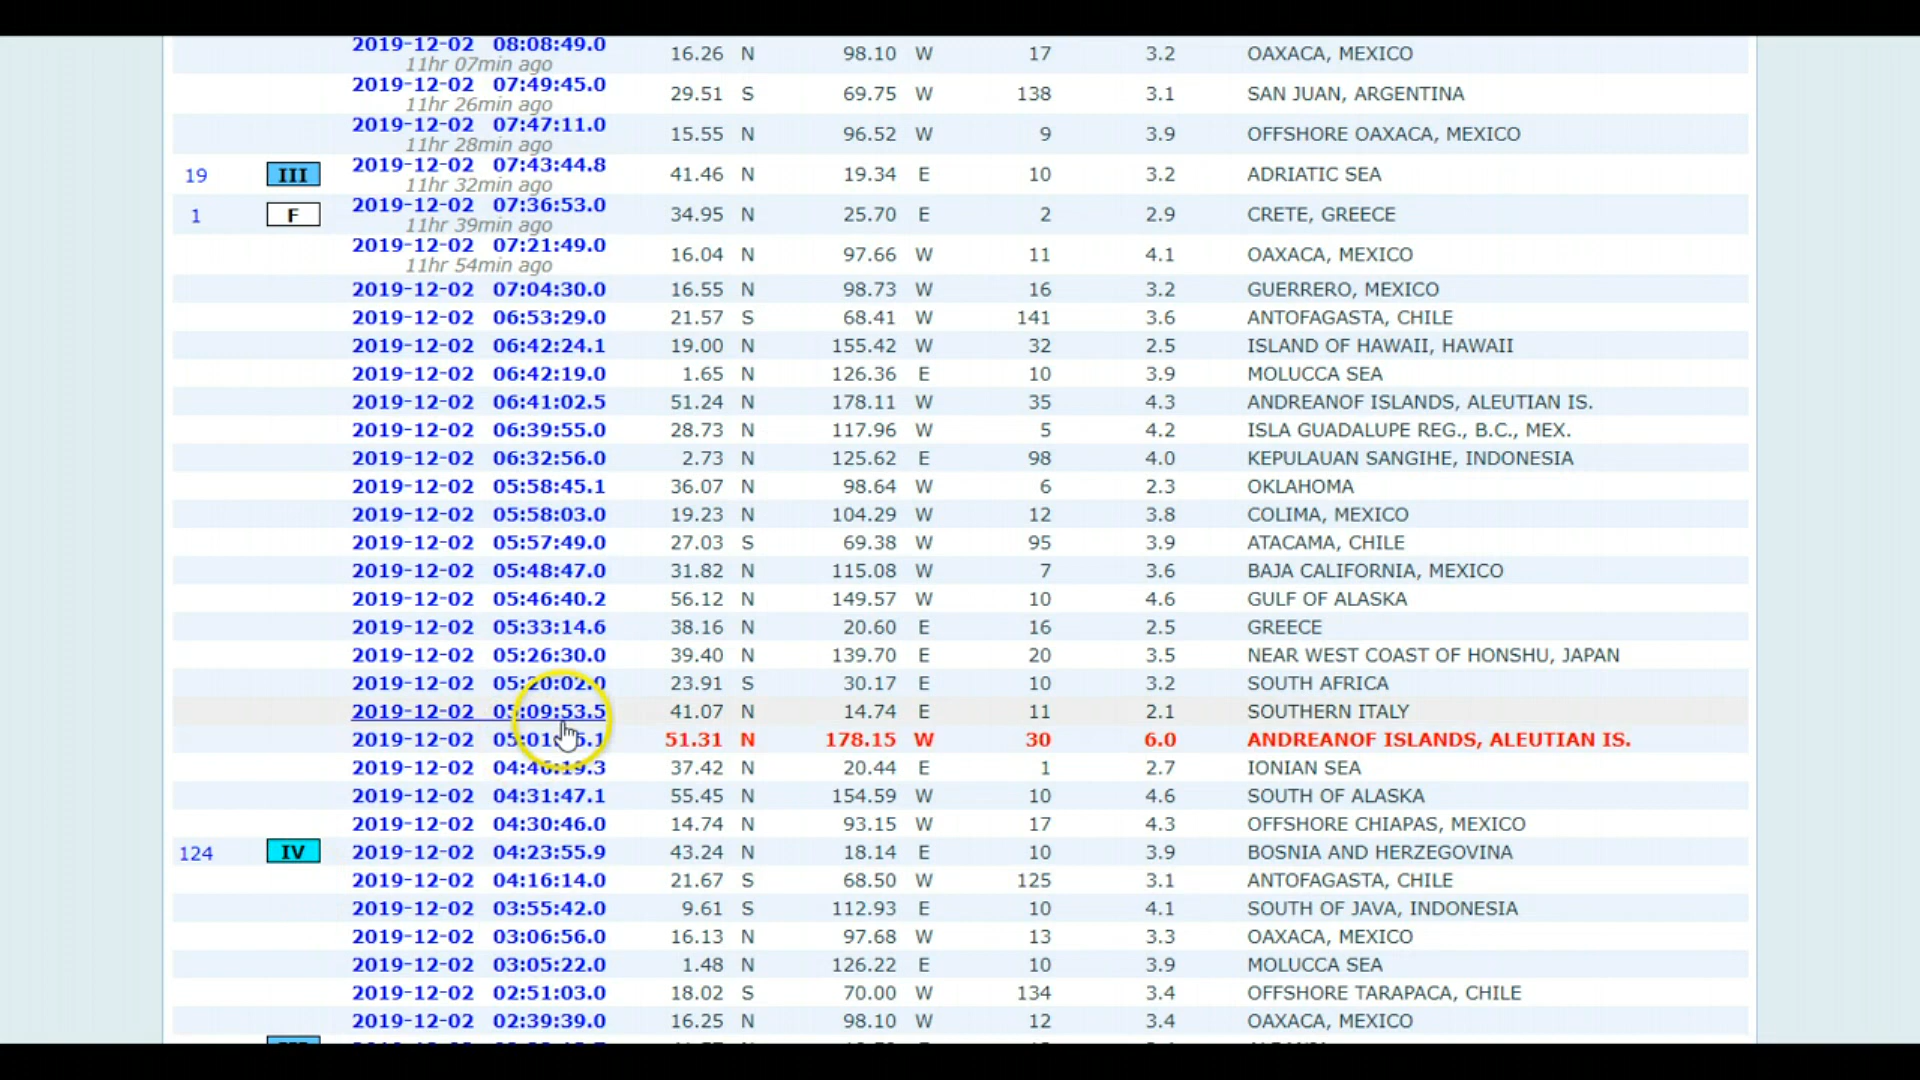 2019-12-02 08:08:49.0 16.26 N 98.10 W 17 3.2 OAXACA, MEXICO
11hr 07min ago
2019-12-02 07:49:45.0 29.51 S 69.75 W 138 3.1 SAN JUAN, ARGENTINA
11hr 26min ago
2019-12-02 07:47:11.0 15.55 N 96.52 W 9 3.9 OFFSHORE OAXACA, MEXICO
11hr 28min ago
19 III 2019-12-02 07:43:44.8 41.46 N 19.34 E 10 3.2 ADRIATIC SEA
11hr 32min ago
1 F 2019-12-02 07:36:53.0 34.95 N 25.70 E 2 2.9 CRETE, GREECE
11hr 39min ago
2019-12-02 07:21:49.0 16.04 N 97.66 W 11 4.1 OAXACA, MEXICO
11hr 54min ago
2019-12-02 07:04:30.0 16.55 N 98.73 W 16 3.2 GUERRERO, MEXICO
2019-12-02 06:53:29.0 21.57 S 68.41 W 141 3.6 ANTOFAGASTA, CHILE
2019-12-02 06:42:24.1 19.00 N 155.42 W 32 2.5 ISLAND OF HAWAII, HAWAII
2019-12-02 06:42:19.0 1.65 N 126.36 E 10 3.9 MOLUCCA SEA
2019-12-02 06:41:02.5 51.24 N 178.11 W 35 4.3 ANDREANOF ISLANDS, ALEUTIAN IS.
2019-12-02 06:39:55.0 28.73 N 117.96 W 5 4.2 ISLA GUADALUPE REG., B.C., MEX.
2019-12-02 06:32:56.0 2.73 N 125.62 E 98 4.0 KEPULAUAN SANGIHE, INDONESIA
2019-12-02 05:58:45.1 36.07 N 98.64 W 6 2.3 OKLAHOMA
2019-12-02 05:58:03.0 19.23 N 104.29 W 12 3.8 COLIMA, MEXICO
2019-12-02 05:57:49.0 27.03 S 69.38 W 95 3.9 ATACAMA, CHILE
2019-12-02 05:48:47.0 31.82 N 115.08 W 7 3.6 BAJA CALIFORNIA, MEXICO
2019-12-02 05:46:40.2 56.12 N 149.57 W 10 4.6 GULF OF ALASKA
2019-12-02 05:33:14.6 38.16 N 20.60 E 16 2.5 GREECE
2019-12-02 05:26:30.0 39.40 N 139.70 E 20 3.5 NEAR WEST COAST OF HONSHU, JAPAN
2019-12-02 05:20:02.0 23.91 S 30.17 E 10 3.2 SOUTH AFRICA
2019-12-02 05:09:53.5 41.07 N 14.74 E 11 2.1 SOUTHERN ITALY
2019-12-02 51.31 N 178.15 W 30 6.0 ANDREANOF ISLANDS, ALEUTIAN IS.
2019-12-02 04:46:19.3 37.42 N 20.44 E 1 2.7 IONIAN SEA
2019-12-02 04:31:47.1 55.45 N 154.59 W 10 4.6 SOUTH OF ALASKA
2019-12-02 04:30:46.0 14.74 N 93.15 W 17 4.3 OFFSHORE CHIAPAS, MEXICO
124 IV 2019-12-02 04:23:55.9 43.24 N 18.14 E 10 3.9 BOSNIA AND HERZEGOVINA
2019-12-02 04:16:14.0 21.67 S 68.50 W 125 3.1 ANTOFAGASTA, CHILE
2019-12-02 03:55:42.0 9.61 S 112.93 E 10 4.1 SOUTH OF JAVA, INDONESIA
2019-12-02 03:06:56.0 16.13 N 97.68 W 13 3.3 OAXACA, MEXICO
2019-12-02 03:05:22.0 1.48 N 126.22 E 10 3.9 MOLUCCA SEA
2019-12-02 02:51:03.0 18.02 S 70.00 W 134 3.4 OFFSHORE TARAPACA, CHILE
2019-12-02 02:39:39.0 16.25 N 98.10 W 12 3.4 OAXACA, MEXICO